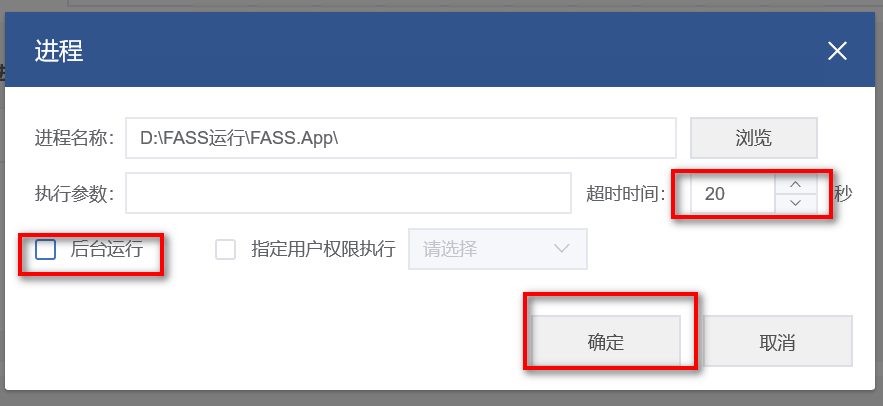 进程
进程名称: D:\FASS运行\FASS.App\ 浏览
执行参数: 超时时间: 20 秒
后台运行 指定用户权限执行 请选择
确定 取消